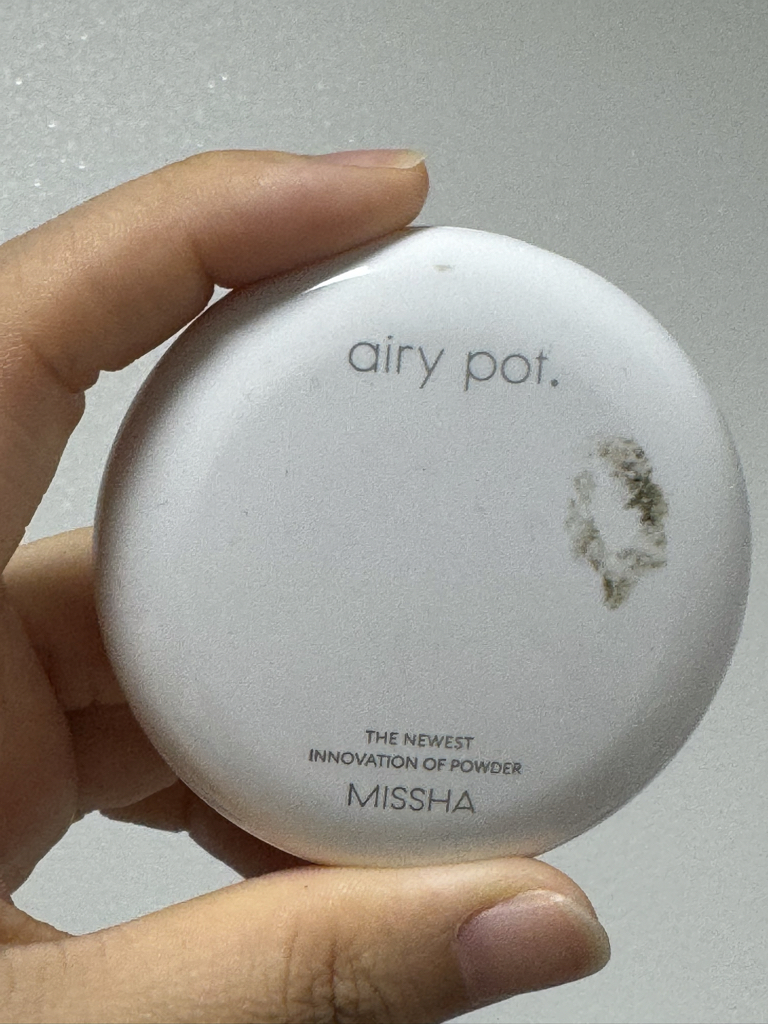 airy pot.
THE NEWEST
INNOVATION OF POWDER
MISSHA